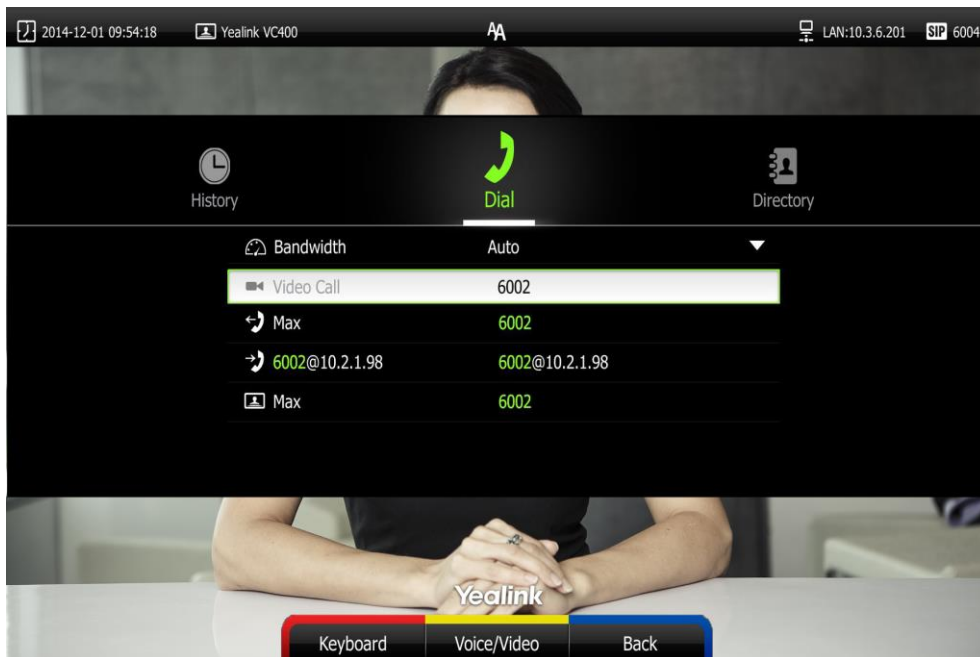 2014-12-01 09:54:18 Yealink VC400 AA LAN:10.3.6.201 SIP 6004
History Dial Directory
Bandwidth Auto
Video Call 6002
Max 6002
6002@10.2.1.98 6002@10.2.1.98
Max 6002
Yealink
Keyboard Voice/Video Back